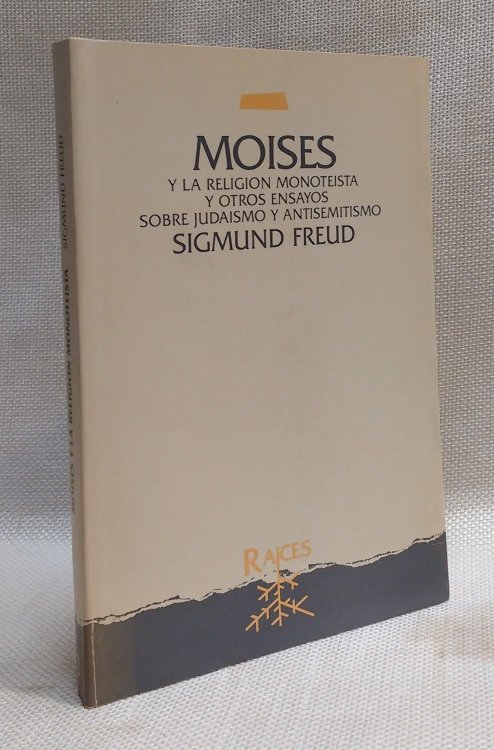 MOISES
Y LA RELIGION MONOTEISTA
Y OTROS ENSAYOS
SOBRE JUDAISMO Y ANTISEMITISMO
SIGMUND FREUD
RAICES
MOISES Y LA RELIGION MONOTEISTA SIGMUND FREUD